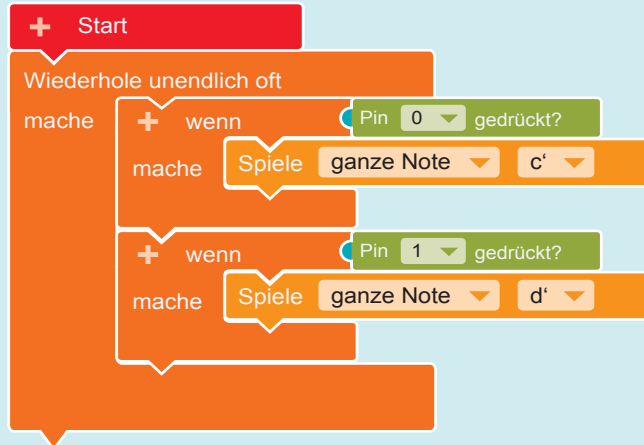 + Start
Wiederhole unendlich oft
mache + wenn Pin 0 gedrückt?
mache Spiele ganze Note c‘
+ wenn Pin 1 gedrückt?
mache Spiele ganze Note d‘